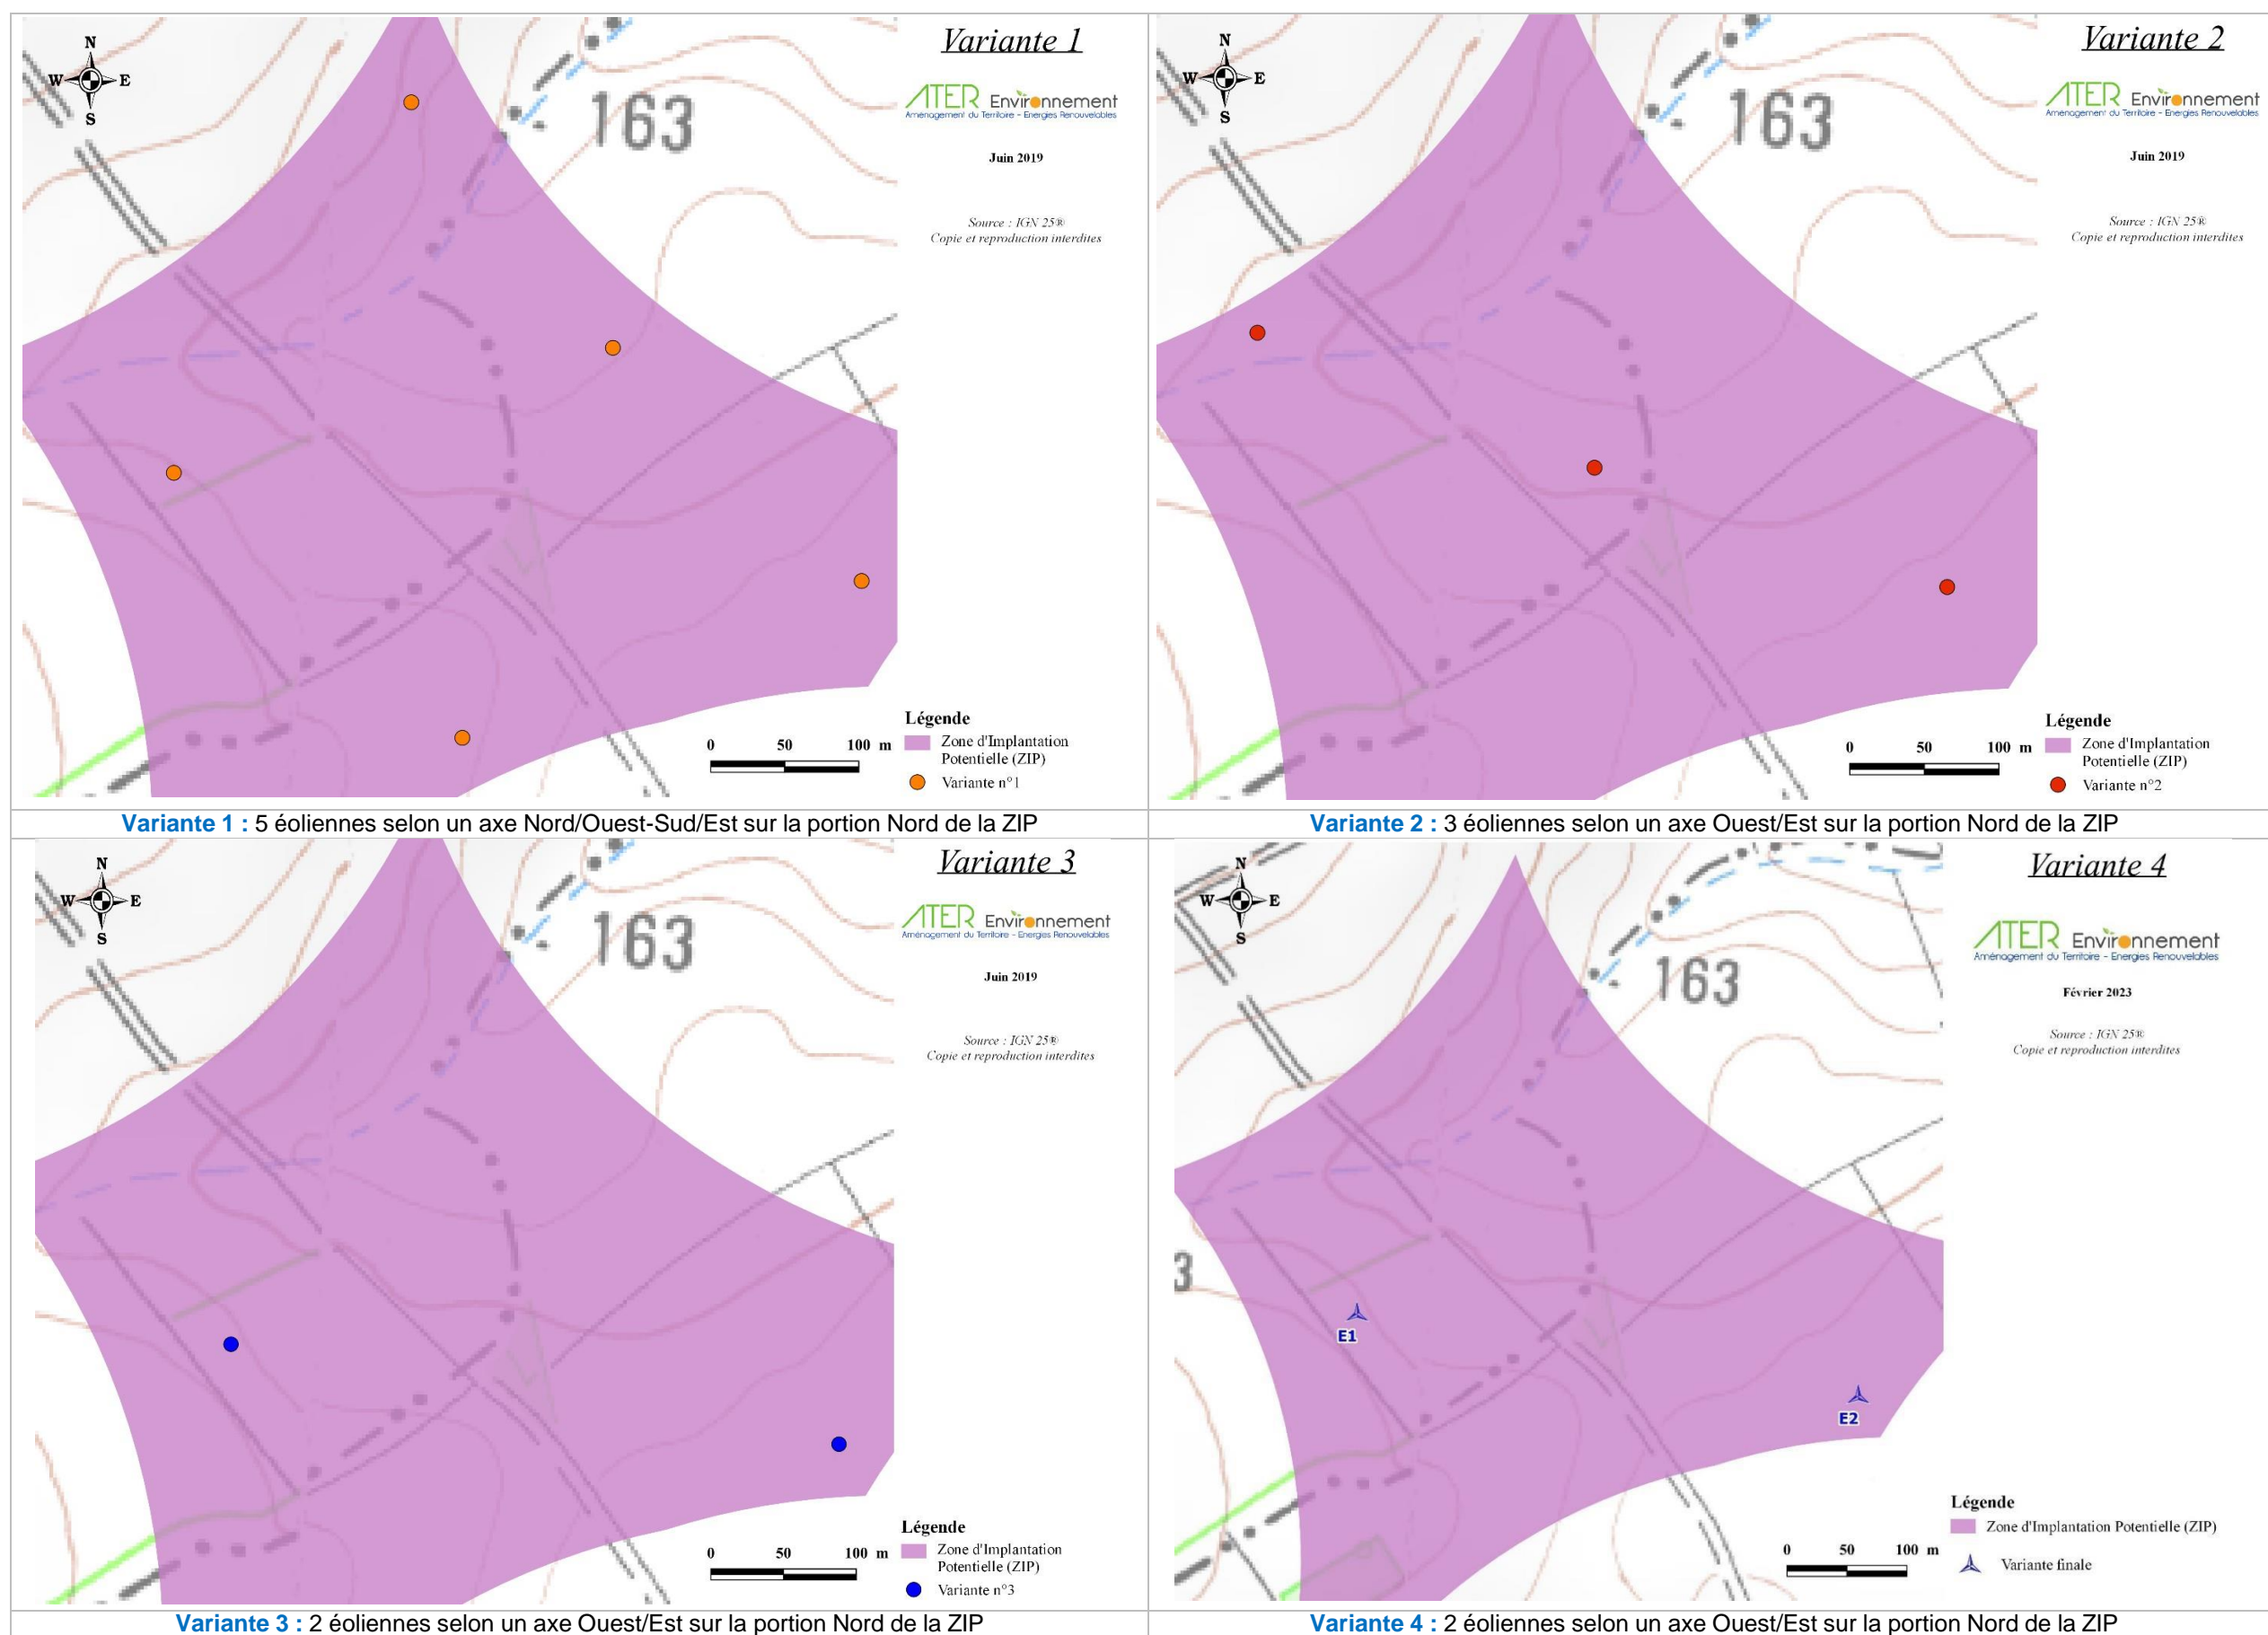 Variante 1
N
W E
S
ATER Environnement
Aménagement du Territoire - Energies Renouvelables
163
Juin 2019
Source : IGN 25®
Copie et reproduction interdites
Légende
0 50 100 m
Zone d'Implantation
Potentielle (ZIP)
Variante n°1
Variante 1 : 5 éoliennes selon un axe Nord/Ouest-Sud/Est sur la portion Nord de la ZIP
Variante 2
N
W E
S
ATER Environnement
Aménagement du Territoire - Energies Renouvelables
163
Juin 2019
Source : IGN 25®
Copie et reproduction interdites
Légende
0 50 100 m
Zone d'Implantation
Potentielle (ZIP)
Variante n°2
Variante 2 : 3 éoliennes selon un axe Ouest/Est sur la portion Nord de la ZIP
Variante 3
N
W E
S
ATER Environnement
Aménagement du Territoire - Energies Renouvelables
163
Juin 2019
Source : IGN 25®
Copie et reproduction interdites
Légende
0 50 100 m
Zone d'Implantation
Potentielle (ZIP)
Variante n°3
Variante 3 : 2 éoliennes selon un axe Ouest/Est sur la portion Nord de la ZIP
Variante 4
N
W E
S
ATER Environnement
Aménagement du Territoire - Energies Renouvelables
163
Février 2023
Source : IGN 25®
Copie et reproduction interdites
3
E1
E2
Légende
Zone d'Implantation Potentielle (ZIP)
0 50 100 m
Variante finale
Variante 4 : 2 éoliennes selon un axe Ouest/Est sur la portion Nord de la ZIP